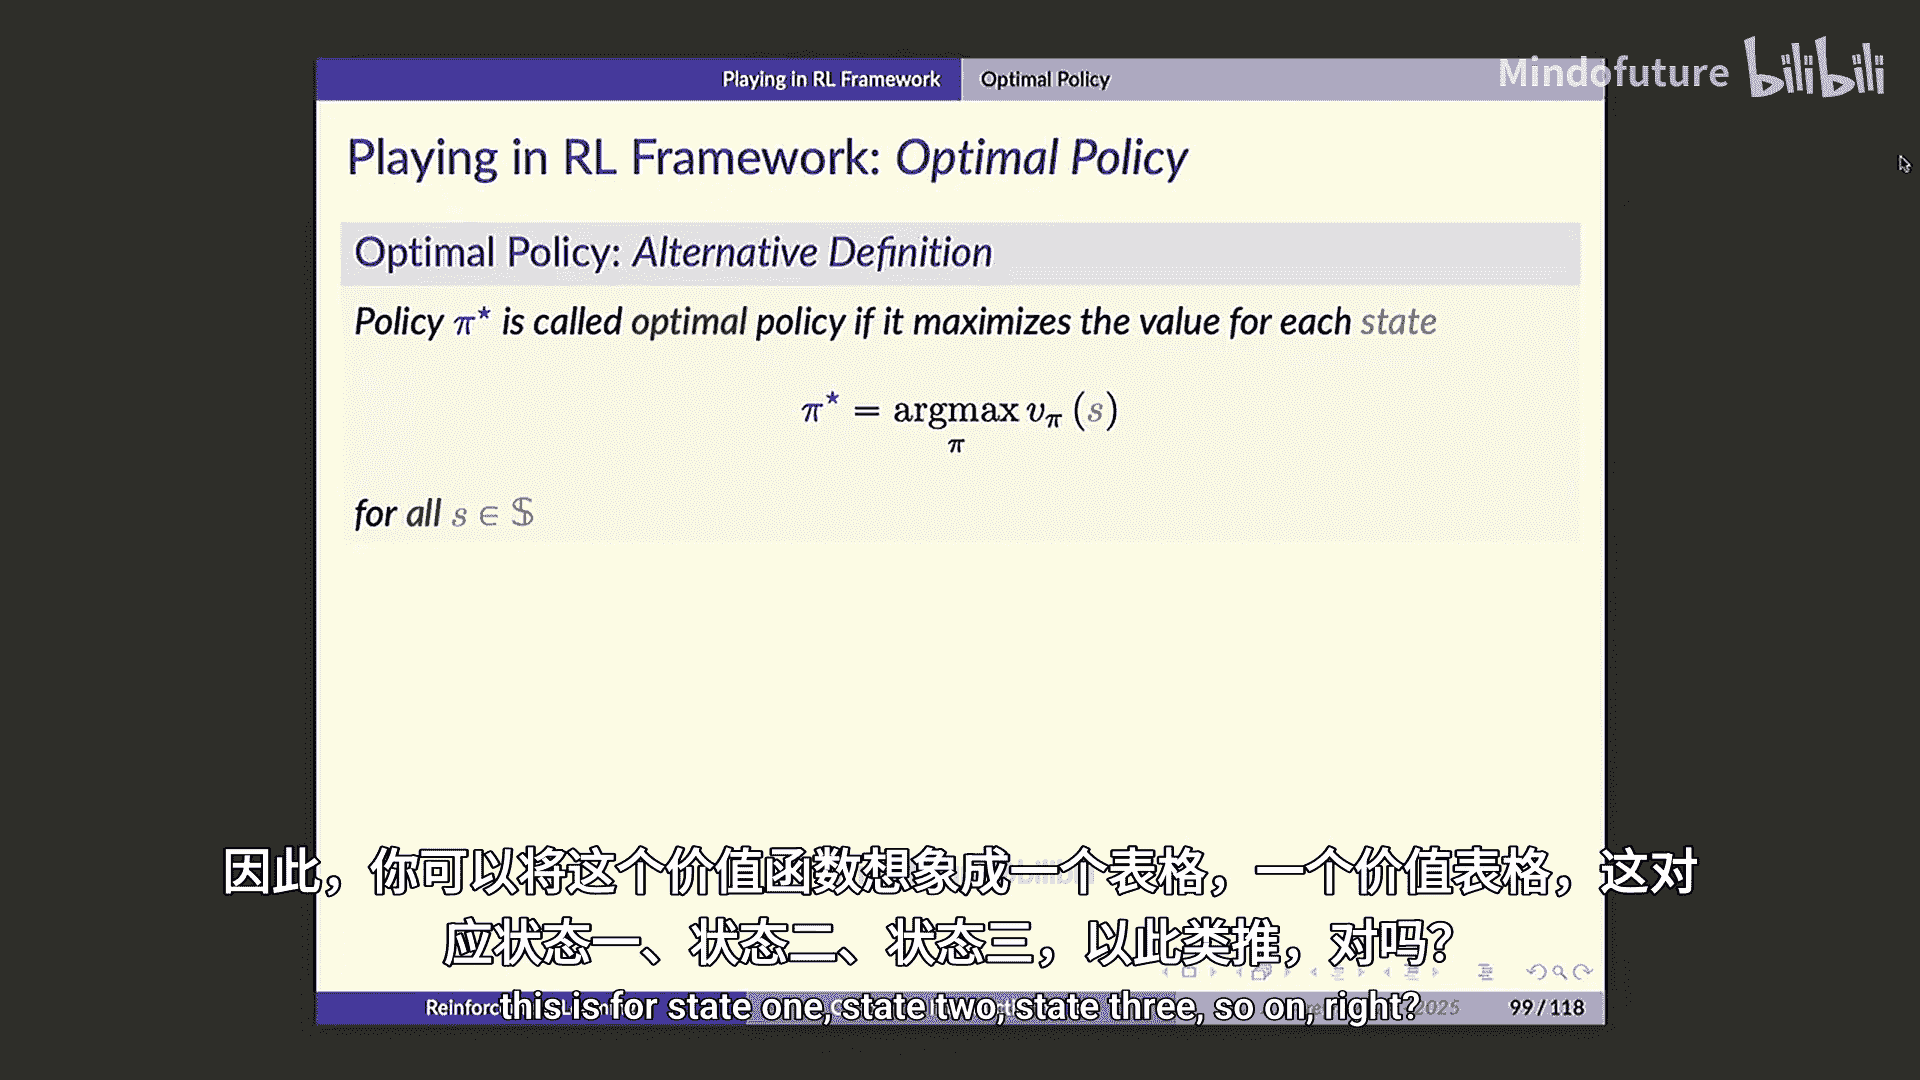 Mindofuture bilibili
Playing in RL Framework Optimal Policy
Playing in RL Framework: Optimal Policy
Optimal Policy: Alternative Definition
Policy π* is called optimal policy if it maximizes the value for each state
π* = argmax v_π (s)
π
for all s ∈ 𝕊
因此，你可以将这个价值函数想象成一个表格，一个价值表格，这对
应状态一、状态二、状态三，以此类推，对吗？
this is for state one, state two, state three, so on, right?
2025 99 / 118